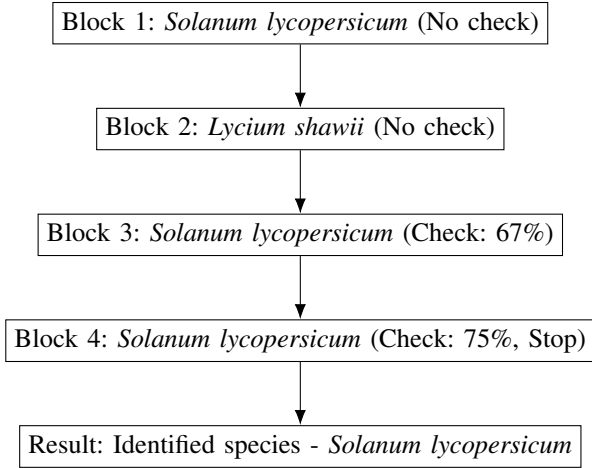 Block 1: Solanum lycopersicum (No check)
Block 2: Lycium shawii (No check)
Block 3: Solanum lycopersicum (Check: 67%)
Block 4: Solanum lycopersicum (Check: 75%, Stop)
Result: Identified species - Solanum lycopersicum